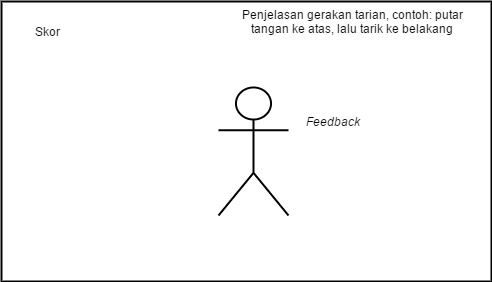 Skor
Penjelasan gerakan tarian, contoh: putar
tangan ke atas, lalu tarik ke belakang
Feedback